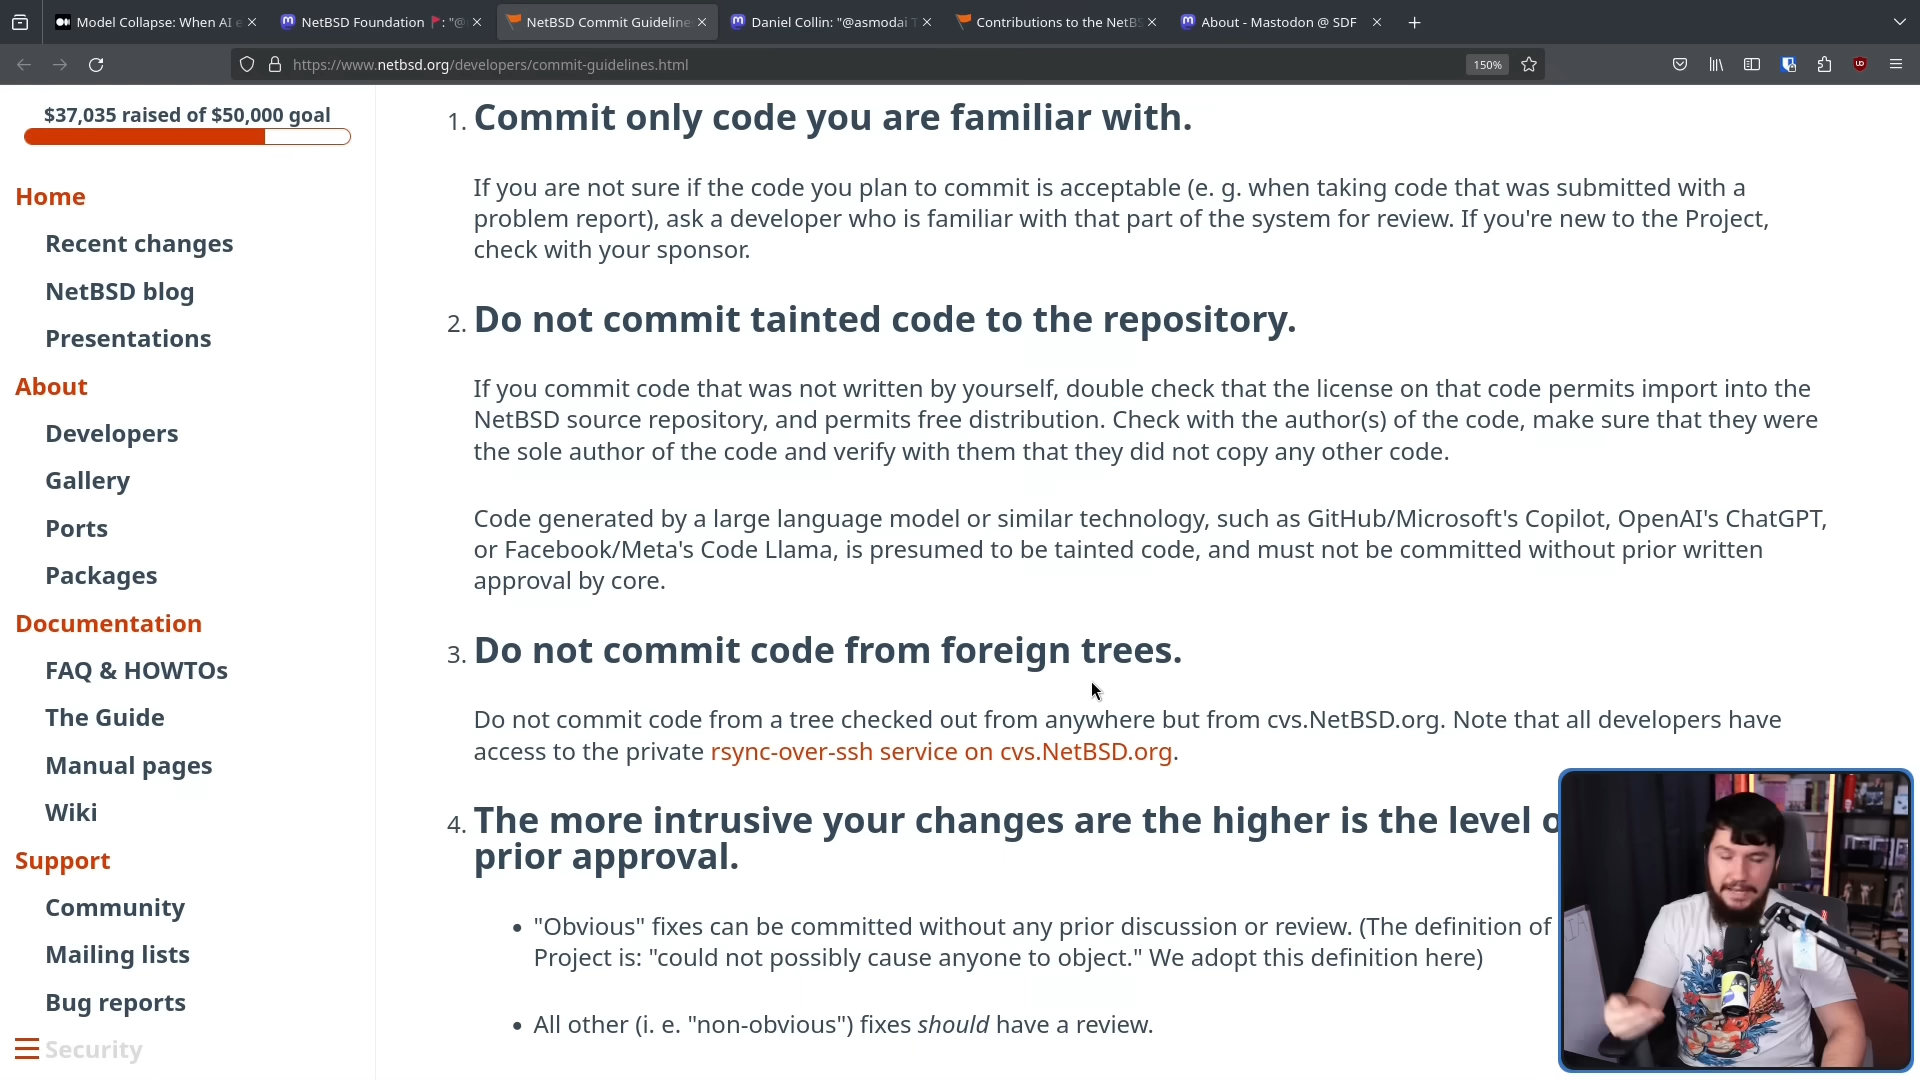 Model Collapse: When AI
NetBSD Foundation 🚩: "@
NetBSD Commit Guideline
Daniel Collin: "@asmodai T
Contributions to the NetBS
About - Mastodon @ SDF
https://www.netbsd.org/developers/commit-guidelines.html
150%
$37,035 raised of $50,000 goal
Home
Recent changes
NetBSD blog
Presentations
About
Developers
Gallery
Ports
Packages
Documentation
FAQ & HOWTOs
The Guide
Manual pages
Wiki
Support
Community
Mailing lists
Bug reports
Security
1. Commit only code you are familiar with.
If you are not sure if the code you plan to commit is acceptable (e. g. when taking code that was submitted with a
problem report), ask a developer who is familiar with that part of the system for review. If you're new to the Project,
check with your sponsor.
2. Do not commit tainted code to the repository.
If you commit code that was not written by yourself, double check that the license on that code permits import into the
NetBSD source repository, and permits free distribution. Check with the author(s) of the code, make sure that they were
the sole author of the code and verify with them that they did not copy any other code.
Code generated by a large language model or similar technology, such as GitHub/Microsoft's Copilot, OpenAI's ChatGPT,
or Facebook/Meta's Code Llama, is presumed to be tainted code, and must not be committed without prior written
approval by core.
3. Do not commit code from foreign trees.
Do not commit code from a tree checked out from anywhere but from cvs.NetBSD.org. Note that all developers have
access to the private rsync-over-ssh service on cvs.NetBSD.org.
4. The more intrusive your changes are the higher is the level o
prior approval.
• "Obvious" fixes can be committed without any prior discussion or review. (The definition of
Project is: "could not possibly cause anyone to object." We adopt this definition here)
• All other (i. e. "non-obvious") fixes should have a review.